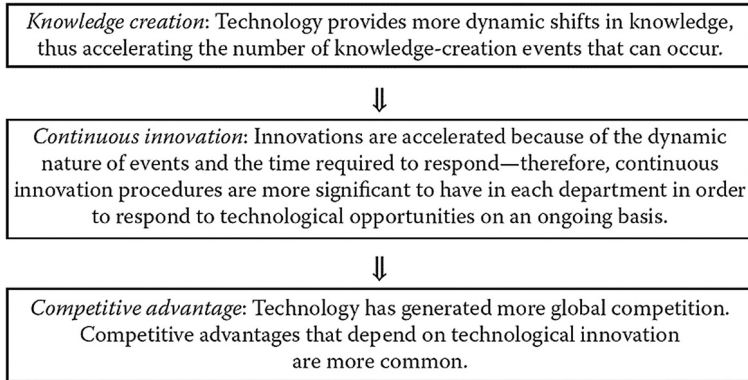 Knowledge creation: Technology provides more dynamic shifts in knowledge,
thus accelerating the number of knowledge-creation events that can occur.
Continuous innovation: Innovations are accelerated because of the dynamic
nature of events and the time required to respond—therefore, continuous
innovation procedures are more significant to have in each department in order
to respond to technological opportunities on an ongoing basis.
Competitive advantage: Technology has generated more global competition.
Competitive advantages that depend on technological innovation
are more common.